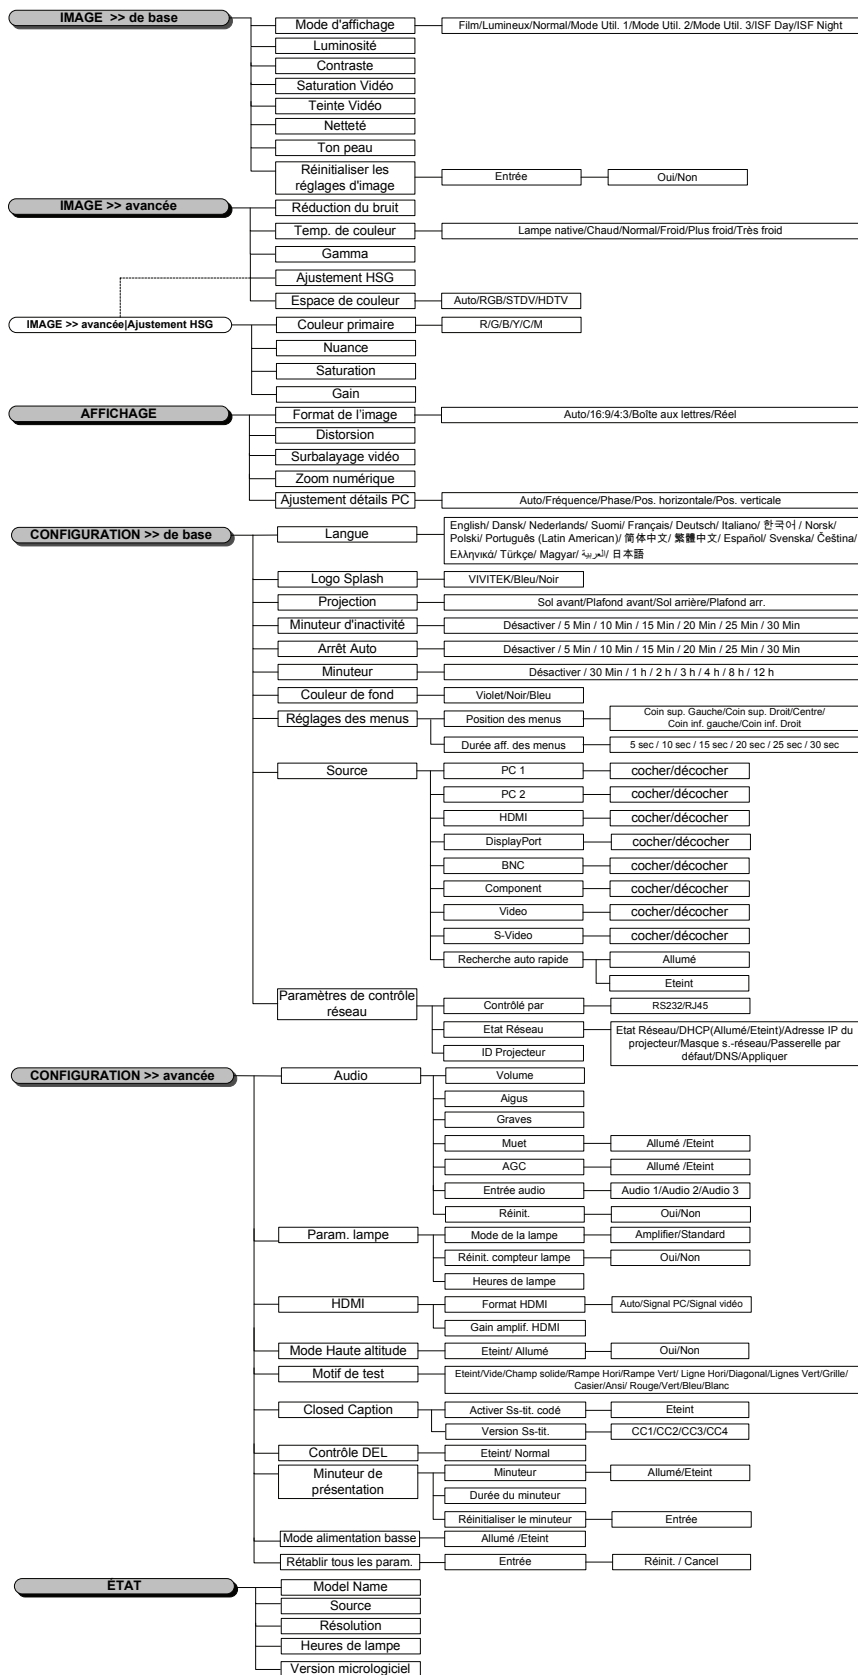 IMAGE >> de base
Mode d'affichage
Film/Lumineux/Normal/Mode Util. 1/Mode Util. 2/Mode Util. 3/ISF Day/ISF Night
Luminosité
Contraste
Saturation Vidéo
Teinte Vidéo
Netteté
Ton peau
Réinitialiser les
réglages d'image
Entrée
Oui/Non
IMAGE >> avancée
Réduction du bruit
Temp. de couleur
Lampe native/Chaud/Normal/Froid/Plus froid/Très froid
Gamma
Ajustement HSG
Espace de couleur
Auto/RGB/STDV/HDTV
IMAGE >> avancée|Ajustement HSG
Couleur primaire
R/G/B/Y/C/M
Nuance
Saturation
Gain
AFFICHAGE
Format de l'image
Auto/16:9/4:3/Boîte aux lettres/Réel
Distorsion
Surbalayage vidéo
Zoom numérique
Ajustement détails PC
Auto/Fréquence/Phase/Pos. horizontale/Pos. verticale
CONFIGURATION >> de base
Langue
English/ Dansk/ Nederlands/ Suomi/ Français/ Deutsch/ Italiano/ 한국어 / Norsk/
Polski/ Português (Latin American)/ 简体中文/ 繁體中文/ Español/ Svenska/ Čeština/
Ελληνικά/ Türkçe/ Magyar/ العربية/ 日本語
Logo Splash
VIVITEK/Bleu/Noir
Projection
Sol avant/Plafond avant/Sol arrière/Plafond arr.
Minuteur d'inactivité
Désactiver / 5 Min / 10 Min / 15 Min / 20 Min / 25 Min / 30 Min
Arrêt Auto
Désactiver / 5 Min / 10 Min / 15 Min / 20 Min / 25 Min / 30 Min
Minuteur
Désactiver / 30 Min / 1 h / 2 h / 3 h / 4 h / 8 h / 12 h
Couleur de fond
Violet/Noir/Bleu
Réglages des menus
Position des menus
Coin sup. Gauche/Coin sup. Droit/Centre/
Coin inf. gauche/Coin inf. Droit
Durée aff. des menus
5 sec / 10 sec / 15 sec / 20 sec / 25 sec / 30 sec
Source
PC 1
cocher/décocher
PC 2
cocher/décocher
HDMI
cocher/décocher
DisplayPort
cocher/décocher
BNC
cocher/décocher
Component
cocher/décocher
Video
cocher/décocher
S-Video
cocher/décocher
Recherche auto rapide
Allumé
Eteint
Paramètres de contrôle
réseau
Contrôlé par
RS232/RJ45
Etat Réseau
Etat Réseau/DHCP(Allumé/Eteint)/Adresse IP du
projecteur/Masque s.-réseau/Passerelle par
défaut/DNS/Appliquer
ID Projecteur
CONFIGURATION >> avancée
Audio
Volume
Aigus
Graves
Muet
Allumé /Eteint
AGC
Allumé /Eteint
Entrée audio
Audio 1/Audio 2/Audio 3
Réinit.
Oui/Non
Param. lampe
Mode de la lampe
Amplifier/Standard
Réinit. compteur lampe
Oui/Non
Heures de lampe
HDMI
Format HDMI
Auto/Signal PC/Signal vidéo
Gain amplif. HDMI
Mode Haute altitude
Eteint/ Allumé
Oui/Non
Motif de test
Eteint/Vide/Champ solide/Rampe Hori/Rampe Vert/ Ligne Hori/Diagonal/Lignes Vert/Grille/
Casier/Ansi/ Rouge/Vert/Bleu/Blanc
Closed Caption
Activer Ss-tit. codé
Eteint
Version Ss-tit.
CC1/CC2/CC3/CC4
Contrôle DEL
Eteint/ Normal
Minuteur de
présentation
Minuteur
Allumé/Eteint
Durée du minuteur
Réinitialiser le minuteur
Entrée
Mode alimentation basse
Allumé /Eteint
Rétablir tous les param.
Entrée
Réinit. / Cancel
ÉTAT
Model Name
Source
Résolution
Heures de lampe
Version micrologiciel